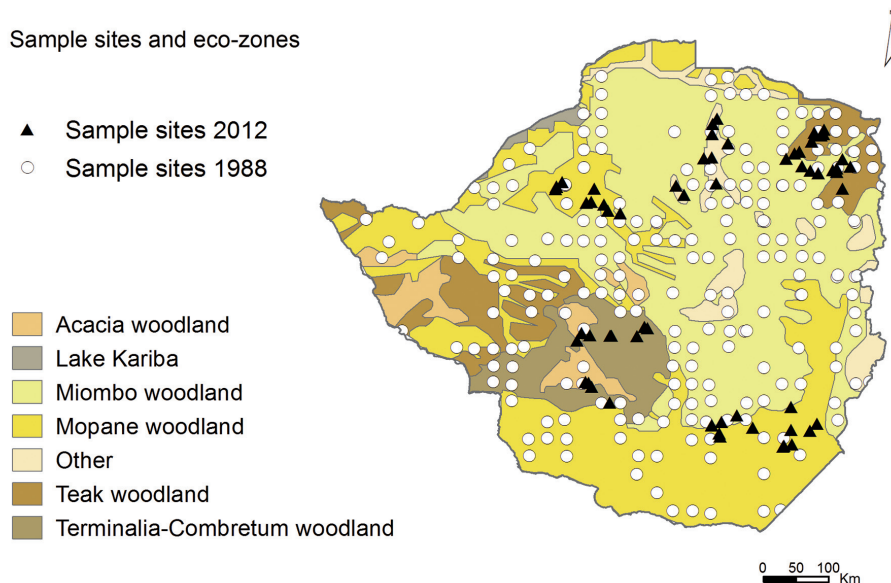 Sample sites and eco-zones
Sample sites 2012
Sample sites 1988
Acacia woodland
Lake Kariba
Miombo woodland
Mopane woodland
Other
Teak woodland
Terminalia-Combretum woodland
0 50 100
Km